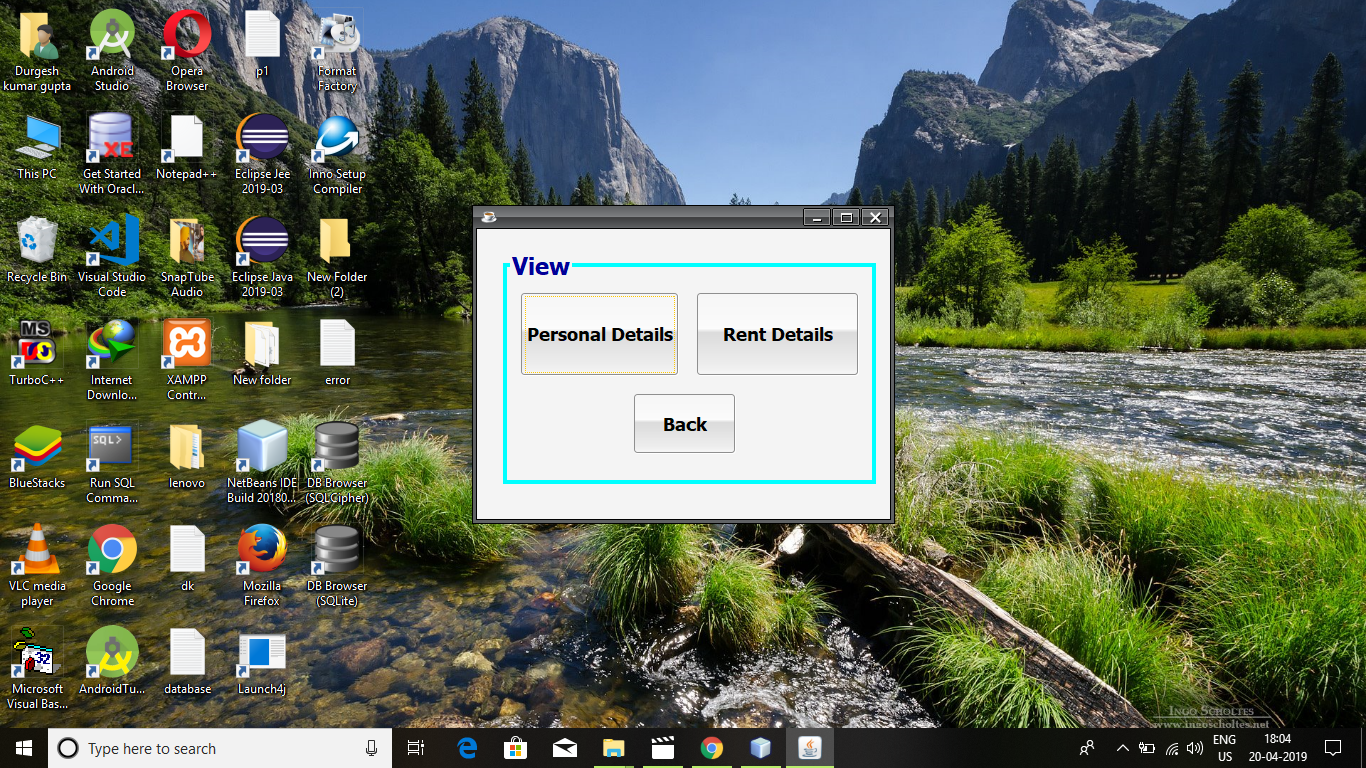 Durgesh
kumar gupta
Android
Studio
Opera
Browser
p1
Format
Factory
This PC
XE
Get Started
With Oracl...
Notepad++
Eclipse Jee
2019-03
Inno Setup
Compiler
Recycle Bin
Visual Studio
Code
SnapTube
Audio
Eclipse Java
2019-03
New Folder
(2)
MS
TurboC++
Internet
Downlo...
XAMPP
Contr...
New folder
error
BlueStacks
SQL>
Run SQL
Comma...
lenovo
NetBeans IDE
Build 20180...
DB Browser
(SQLCipher)
VLC media
player
Google
Chrome
dk
Mozilla
Firefox
DB Browser
(SQLite)
32
Microsoft
Visual Bas...
AndroidTu...
database
Launch4j
View
Personal Details
Rent Details
Back
Ingo Scholtes
www.ingoscholtes.net
Type here to search
ENG
US
18:04
20-04-2019